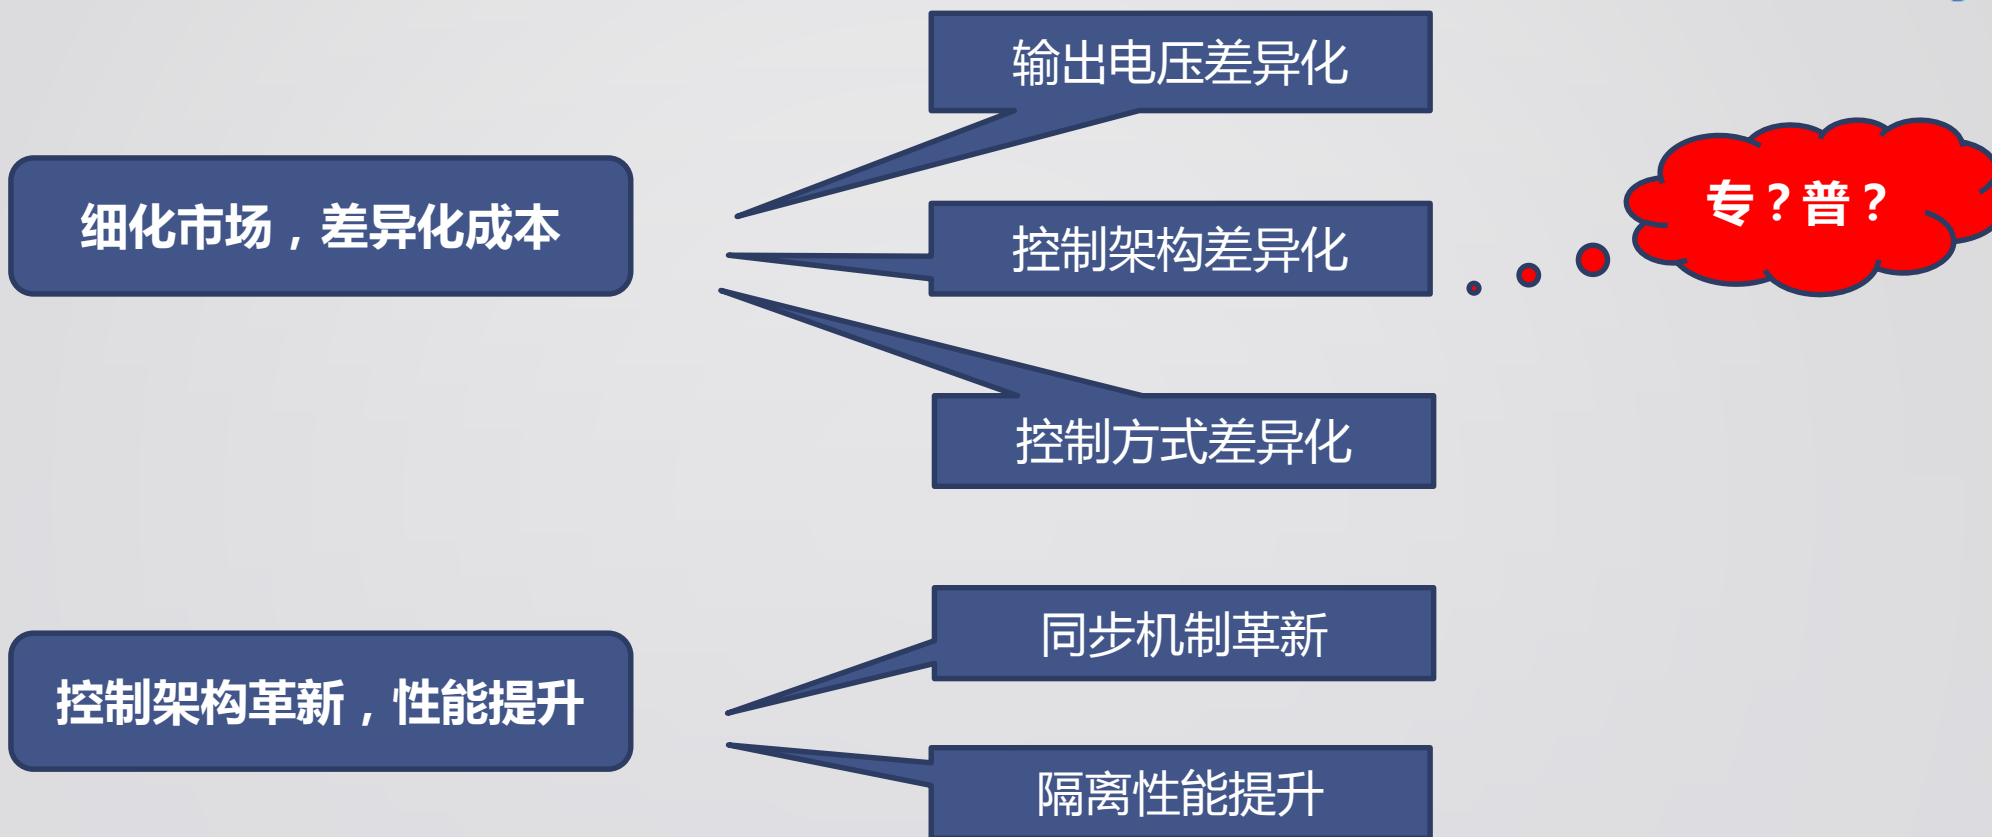 输出电压差异化
细化市场，差异化成本
控制架构差异化
专？普？
控制方式差异化
同步机制革新
控制架构革新，性能提升
隔离性能提升